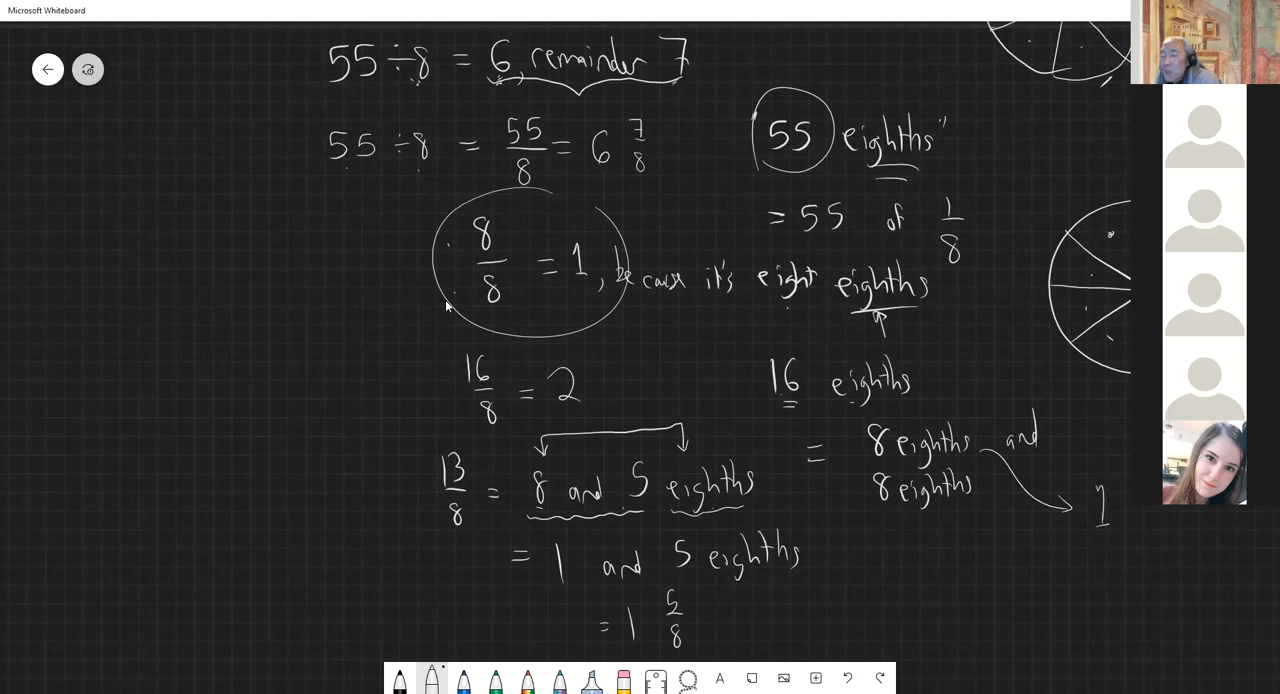 Microsoft Whiteboard
55 ÷ 8 = 6, remainder 7
55 ÷ 8 = 55/8 = 6 7/8
55 eighths"
= 55 of 1/8
8/8 = 1, because it's eight eighths
16/8 = 2
16 eighths
= 8 eighths and
8 eighths
1
13/8 = 8 and 5 eighths
= 1 and 5 eighths
= 1 5/8
A